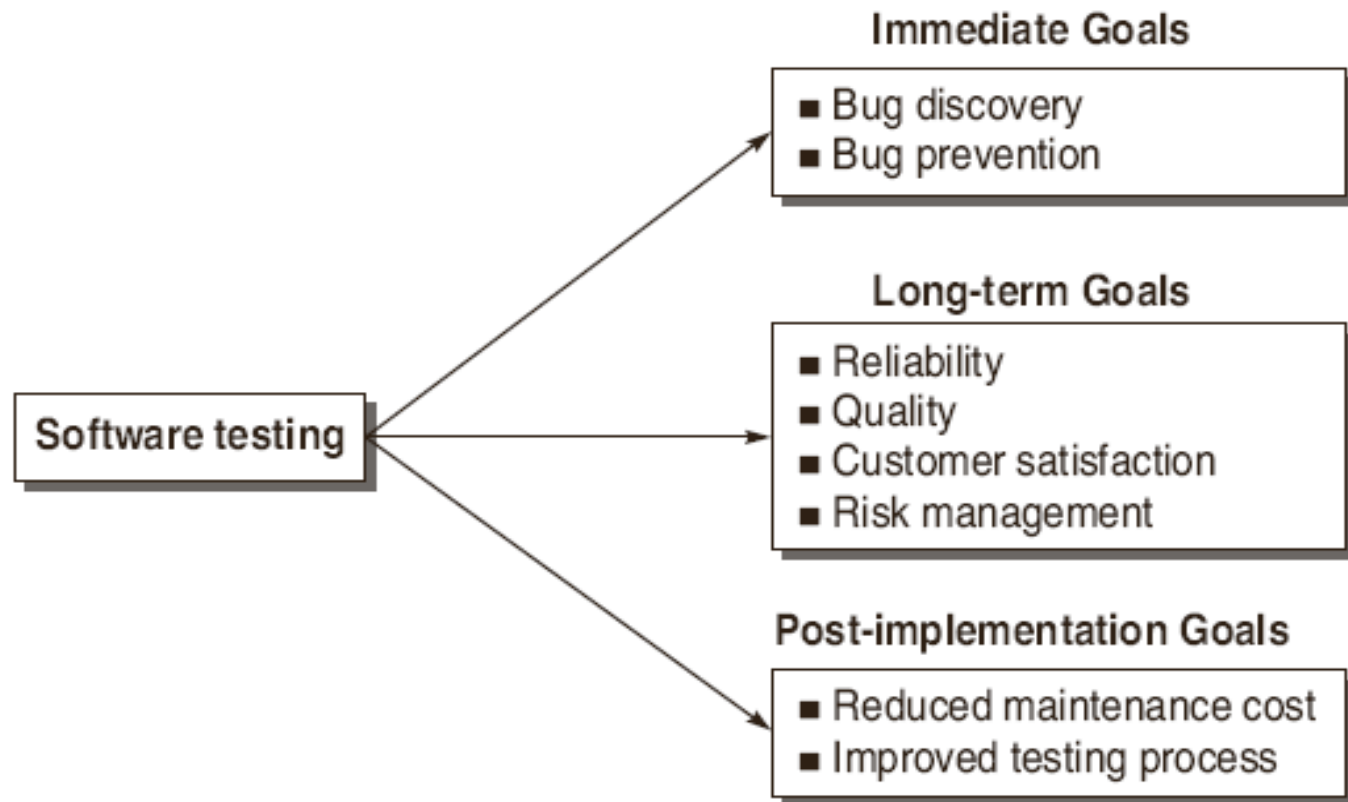 Immediate Goals
■ Bug discovery
■ Bug prevention
Long-term Goals
■ Reliability
■ Quality
■ Customer satisfaction
■ Risk management
Software testing
Post-implementation Goals
■ Reduced maintenance cost
■ Improved testing process